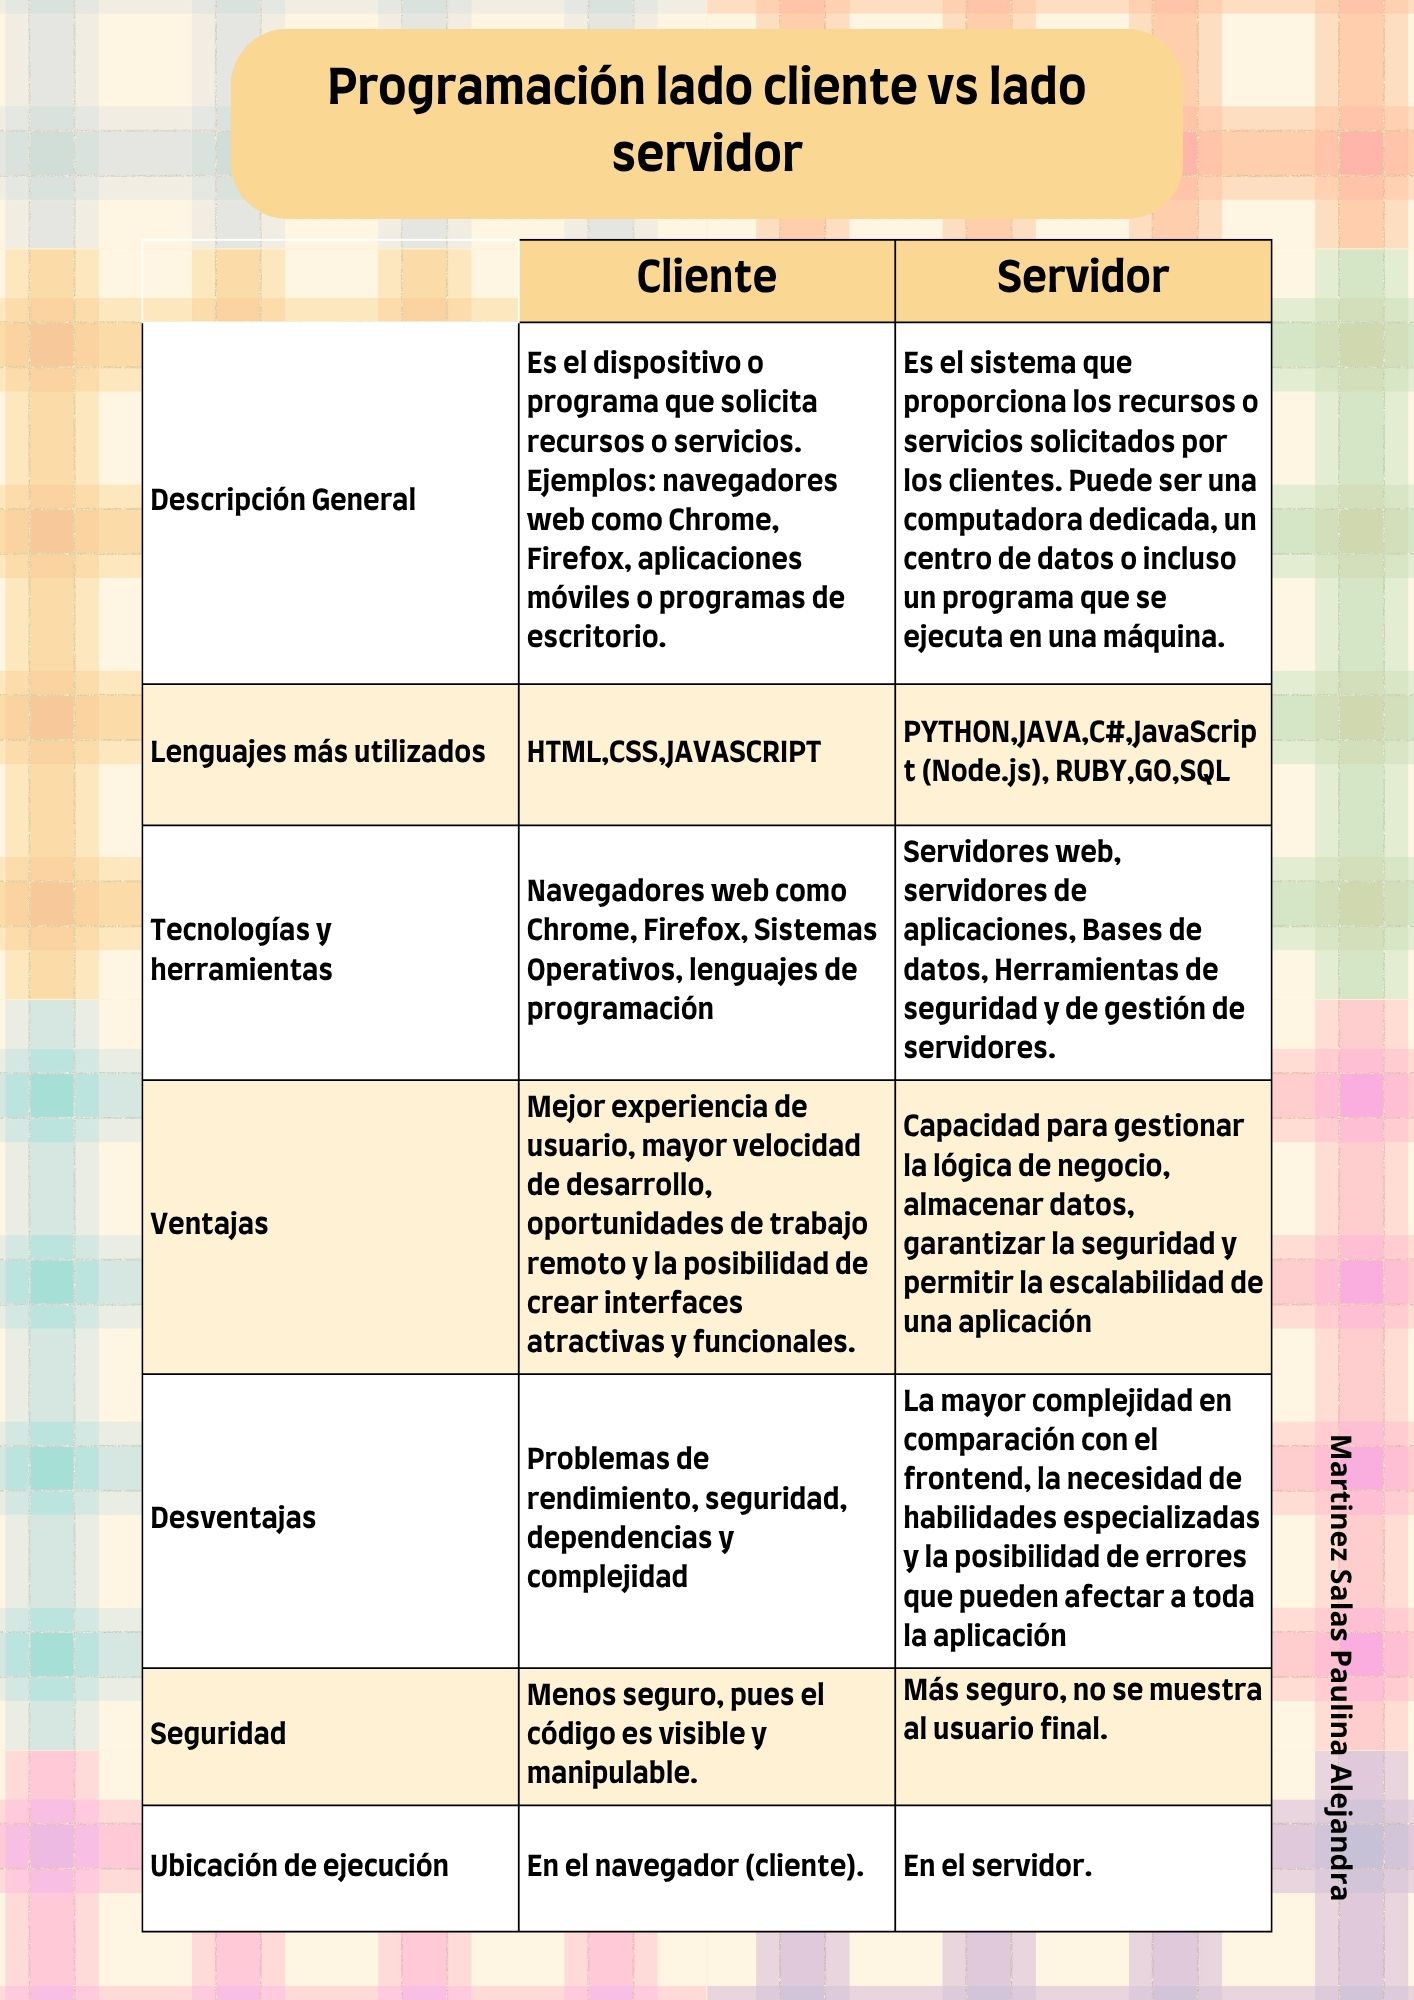 Programación lado cliente vs lado
servidor
Cliente
Servidor
Descripción General
Es el dispositivo o
programa que solicita
recursos o servicios.
Ejemplos: navegadores
web como Chrome,
Firefox, aplicaciones
móviles o programas de
escritorio.
Es el sistema que
proporciona los recursos o
servicios solicitados por
los clientes. Puede ser una
computadora dedicada, un
centro de datos o incluso
un programa que se
ejecuta en una máquina.
Lenguajes más utilizados
HTML,CSS,JAVASCRIPT
PYTHON,JAVA,C#,JavaScrip
t (Node.js), RUBY,GO,SQL
Tecnologías y
herramientas
Navegadores web como
Chrome, Firefox, Sistemas
Operativos, lenguajes de
programación
Servidores web,
servidores de
aplicaciones, Bases de
datos, Herramientas de
seguridad y de gestión de
servidores.
Ventajas
Mejor experiencia de
usuario, mayor velocidad
de desarrollo,
oportunidades de trabajo
remoto y la posibilidad de
crear interfaces
atractivas y funcionales.
Capacidad para gestionar
la lógica de negocio,
almacenar datos,
garantizar la seguridad y
permitir la escalabilidad de
una aplicación
Desventajas
Problemas de
rendimiento, seguridad,
dependencias y
complejidad
La mayor complejidad en
comparación con el
frontend, la necesidad de
habilidades especializadas
y la posibilidad de errores
que pueden afectar a toda
la aplicación
Seguridad
Menos seguro, pues el
código es visible y
manipulable.
Más seguro, no se muestra
al usuario final.
Ubicación de ejecución
En el navegador (cliente).
En el servidor.
Martinez Salas Paulina Alejandra